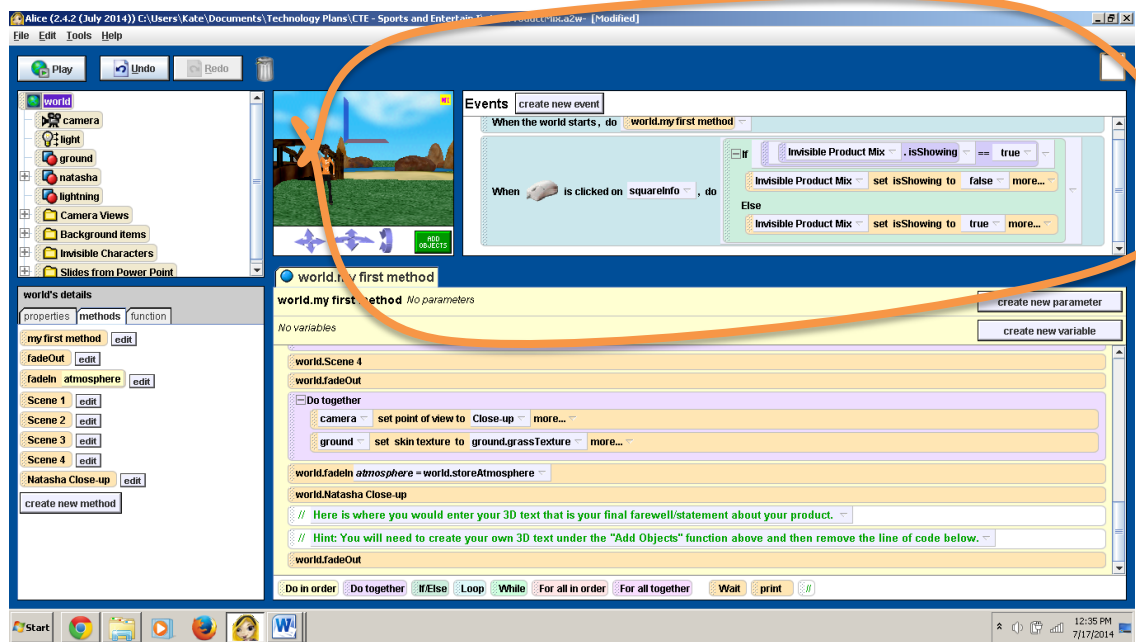 Alice (2.4.2 (July 2014)) C:\Users\Kate\Documents\Technology Plans\CTE - Sports and Entertain [Modified]
File Edit Tools Help
Play Undo Redo
world
camera
light
ground
natasha
lightning
Camera Views
Background items
Invisible Characters
Slides from Power Point
ADD
OBJECTS
Events create new event
When the world starts, do world.my first method
When is clicked on squareInfo , do
If Invisible Product Mix . isShowing == true
Invisible Product Mix set isShowing to false more...
Else
Invisible Product Mix set isShowing to true more...
world's details
properties methods function
my first method edit
fadeOut edit
fadeIn atmosphere edit
Scene 1 edit
Scene 2 edit
Scene 3 edit
Scene 4 edit
Natasha Close-up edit
create new method
world.my first method
world.my first method No parameters create new parameter
No variables create new variable
world.Scene 4
world.fadeOut
Do together
camera set point of view to Close-up more...
ground set skin texture to ground.grassTexture more...
world.fadeIn atmosphere = world.storeAtmosphere
world.Natasha Close-up
// Here is where you would enter your 3D text that is your final farewell/statement about your product.
// Hint: You will need to create your own 3D text under the "Add Objects" function above and then remove the line of code below.
world.fadeOut
Do in order Do together If/Else Loop While For all in order For all together Wait print //
Start
12:35 PM
7/17/2014